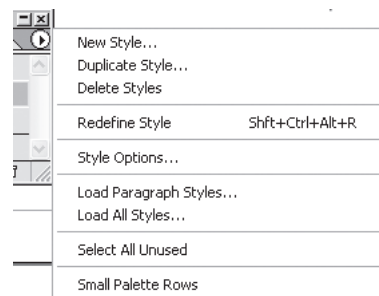 New Style...
Duplicate Style...
Delete Styles
Redefine Style Shft+Ctrl+Alt+R
Style Options...
Load Paragraph Styles...
Load All Styles...
Select All Unused
Small Palette Rows